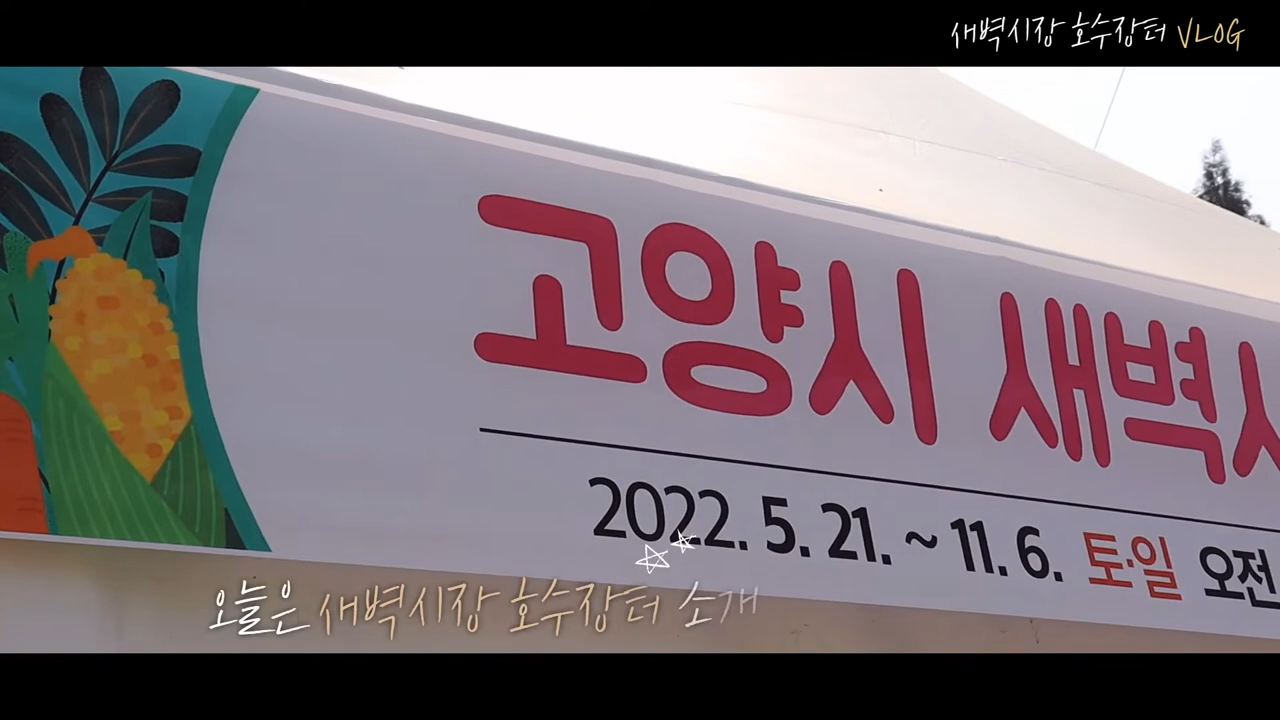 새벽시장 호수장터 VLOG
고양시 새벽시
2022. 5. 21. ~ 11. 6. 토·일 오전
오늘은 새벽시장 호수장터 소개